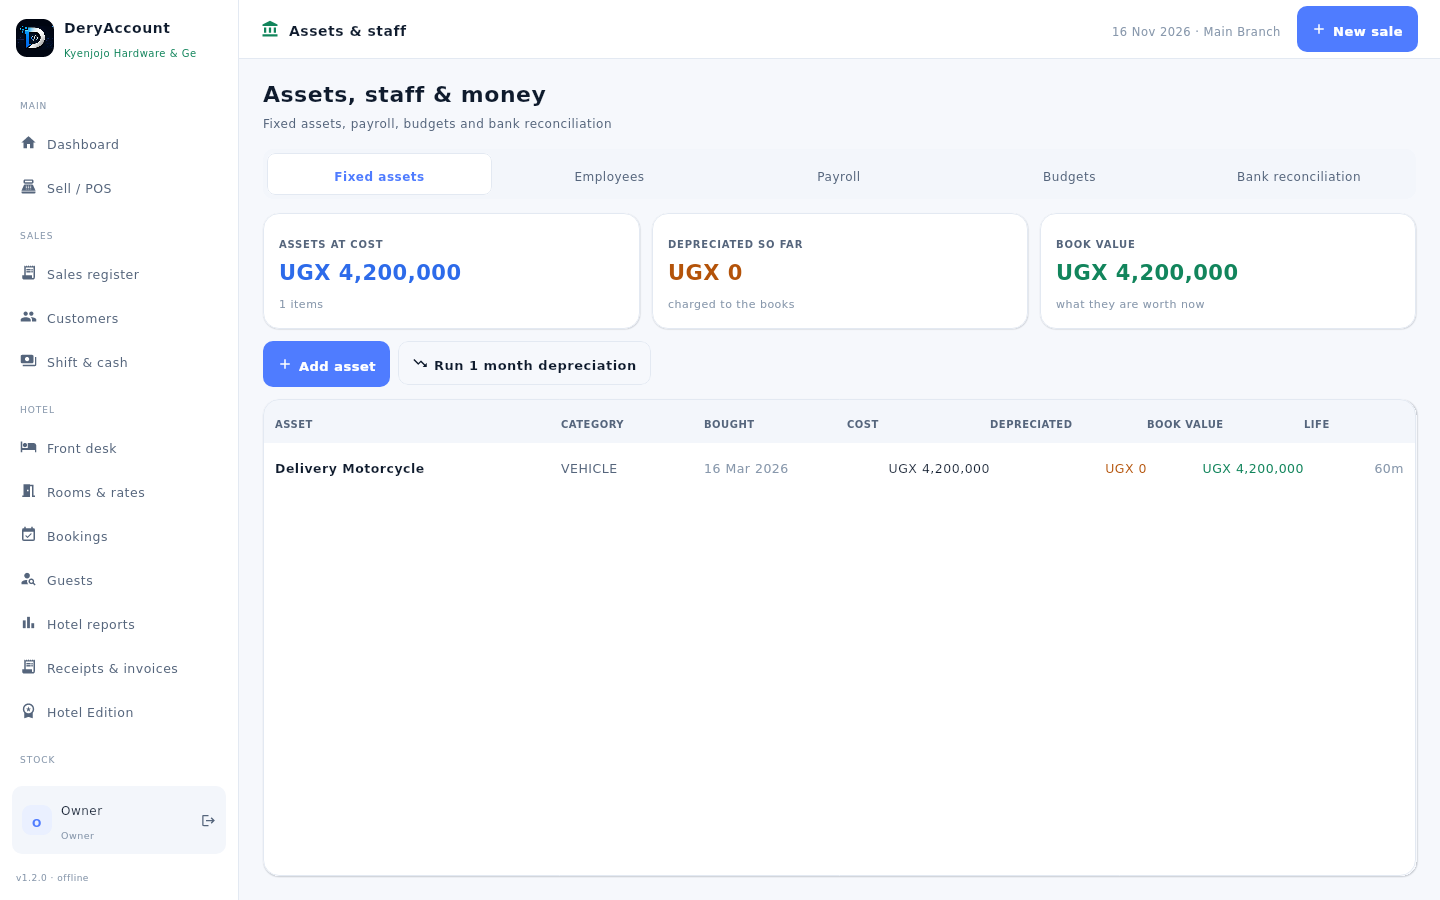 DeryAccount
Kyenjojo Hardware & Ge
MAIN
Dashboard
Sell / POS
SALES
Sales register
Customers
Shift & cash
HOTEL
Front desk
Rooms & rates
Bookings
Guests
Hotel reports
Receipts & invoices
Hotel Edition
STOCK
O
Owner
Owner
v1.2.0 · offline
Assets & staff
16 Nov 2026 · Main Branch
+ New sale
Assets, staff & money
Fixed assets, payroll, budgets and bank reconciliation
Fixed assets Employees Payroll Budgets Bank reconciliation
ASSETS AT COST
UGX 4,200,000
1 items
DEPRECIATED SO FAR
UGX 0
charged to the books
BOOK VALUE
UGX 4,200,000
what they are worth now
+ Add asset
Run 1 month depreciation
ASSET CATEGORY BOUGHT COST DEPRECIATED BOOK VALUE LIFE
Delivery Motorcycle VEHICLE 16 Mar 2026 UGX 4,200,000 UGX 0 UGX 4,200,000 60m